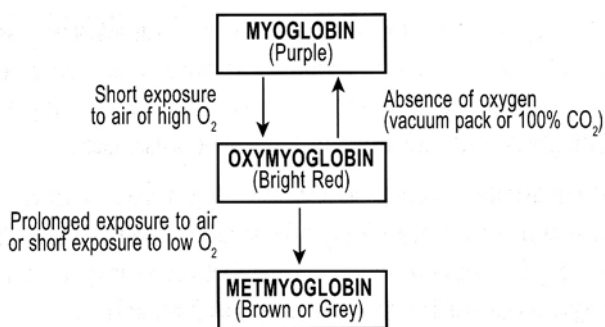 MYOGLOBIN
(Purple)
Short exposure
to air of high O₂
Absence of oxygen
(vacuum pack or 100% CO₂)
OXYMYOGLOBIN
(Bright Red)
Prolonged exposure to air
or short exposure to low O₂
METMYOGLOBIN
(Brown or Grey)